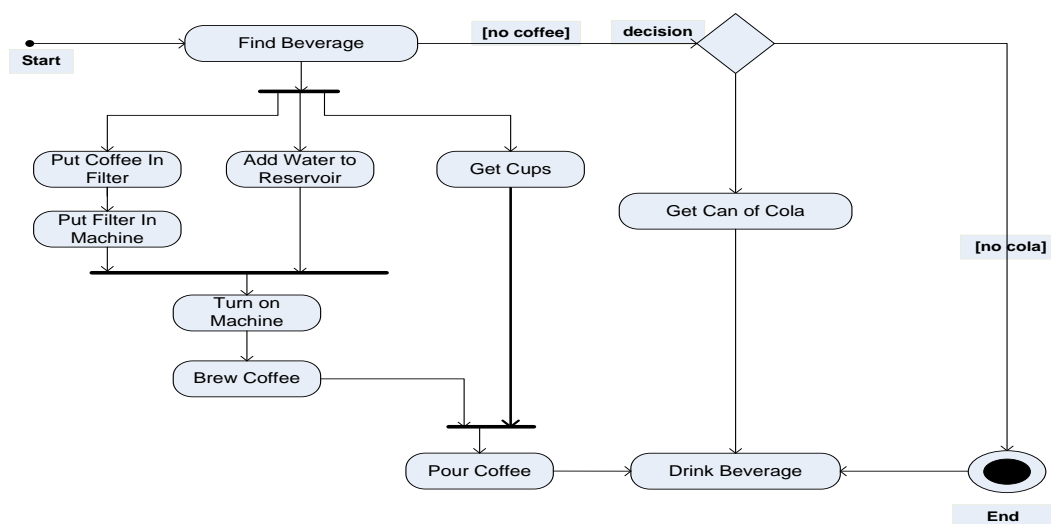 Start
Find Beverage
[no coffee]
decision
Put Coffee In
Filter
Add Water to
Reservoir
Get Cups
Put Filter In
Machine
Get Can of Cola
[no cola]
Turn on
Machine
Brew Coffee
Pour Coffee
Drink Beverage
End